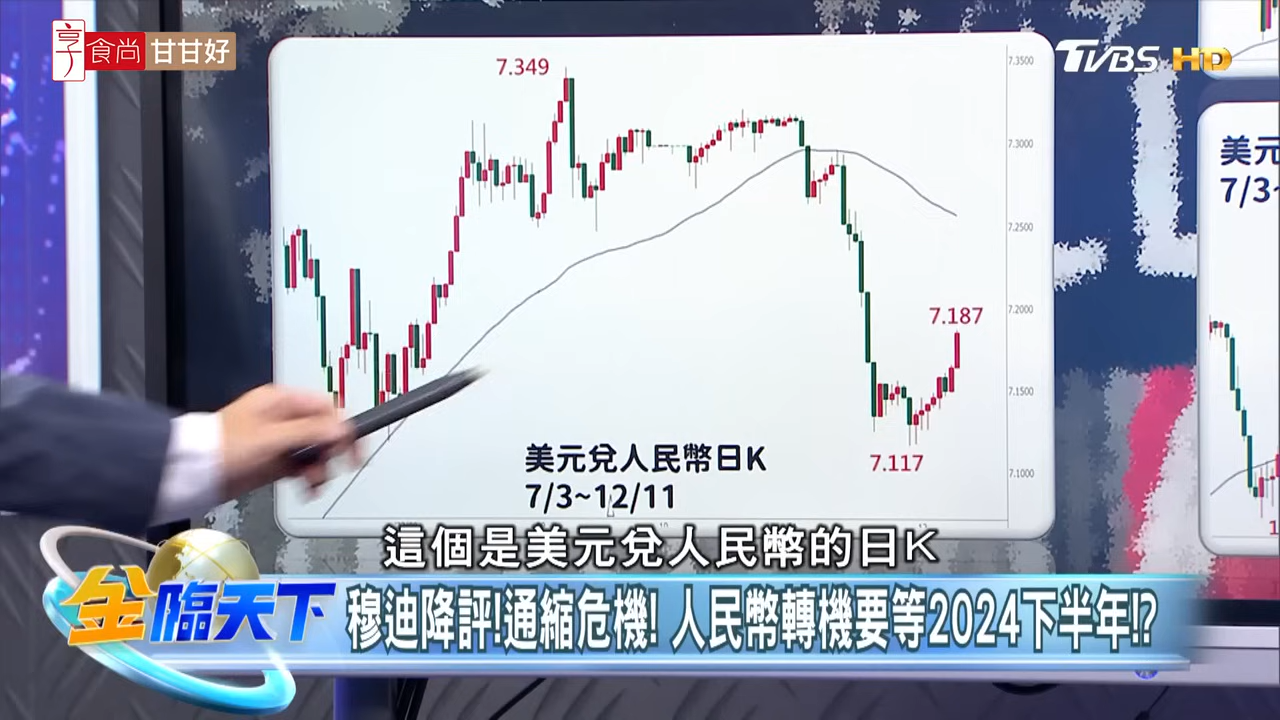 享
食尚
甘甘好
TVBS HD
7.349
7.3500
7.3000
7.2500
7.2000
7.1500
7.1000
7.187
7.117
美元兌人民幣日K
7/3~12/11
美元
7/3~
這個是美元兌人民幣的日K
金臨天下
穆迪降評!通縮危機! 人民幣轉機要等2024下半年!?